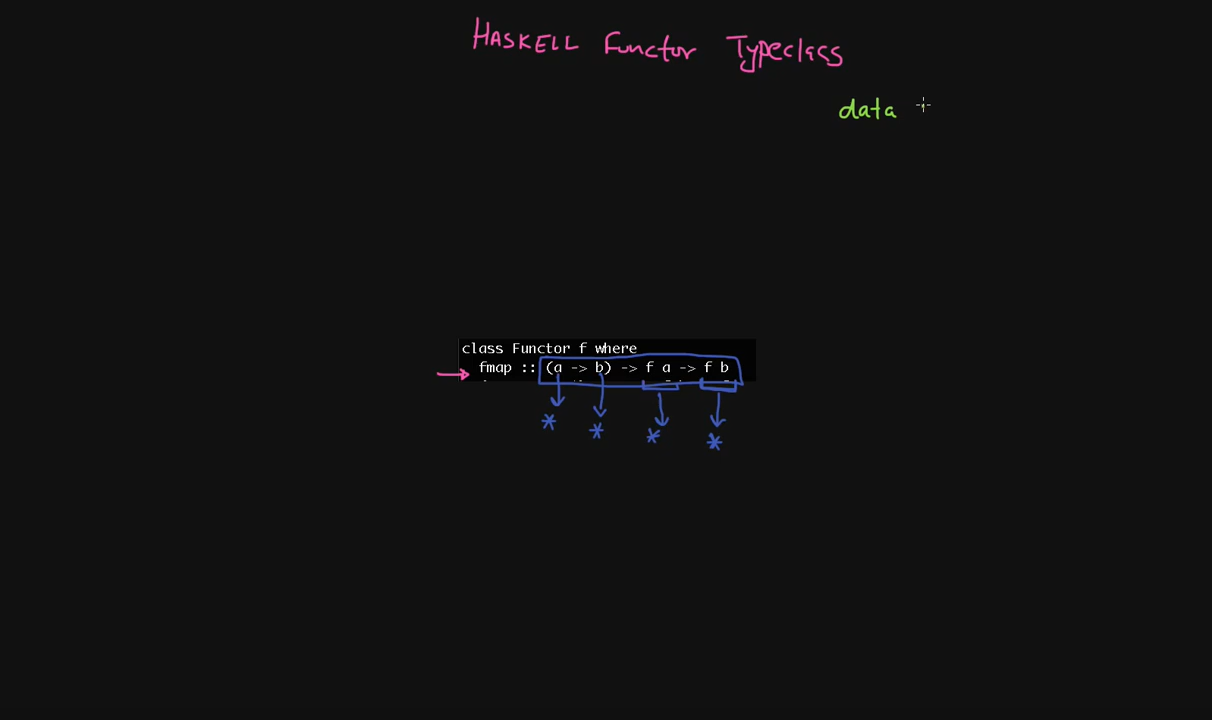 HASKELL Functor Typeclass
data
class Functor f where
fmap :: (a -> b) -> f a -> f b
* * * *